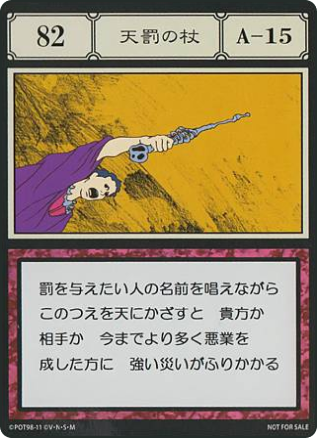 82
天罰の杖
A-15
罰を与えたい人の名前を唱えながら
このつえを天にかざすと 貴方か
相手か 今までより多く悪業を
成した方に 強い災いがふりかかる
©POT98-11 ©V・N・S・M
NOT FOR SALE